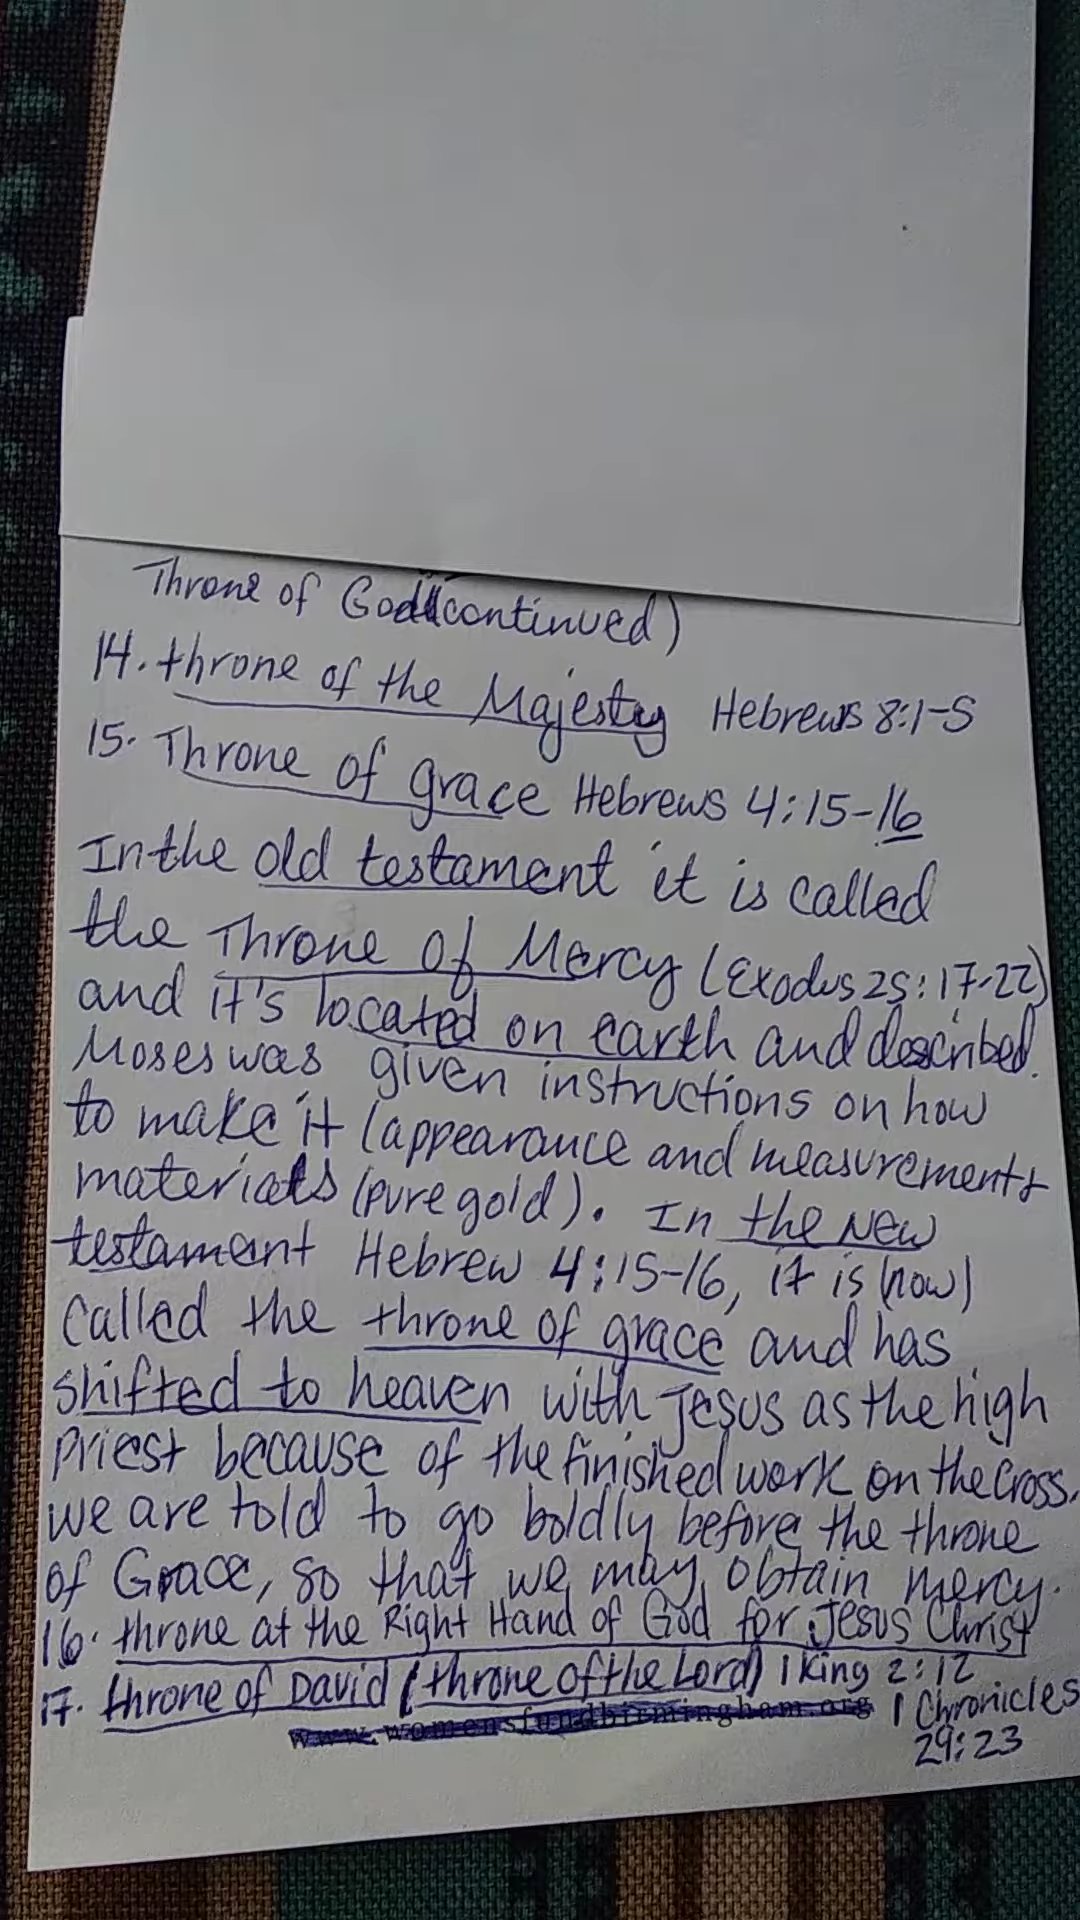 Throne of God (continued)
14. throne of the Majesty Hebrews 8:1-5
15. Throne of grace Hebrews 4:15-16
In the old testament it is called
the Throne of Mercy (Exodus 25:17-22)
and it's located on earth and described.
Moses was given instructions on how
to make it (appearance and measurements
materials (pure gold). In the New
testament Hebrew 4:15-16, it is (now)
called the throne of grace and has
shifted to heaven with Jesus as the high
Priest because of the finished work on the cross.
we are told to go boldly before the throne
of Grace, so that we may obtain mercy.
16. throne at the Right Hand of God for Jesus Christ
17. throne of David (throne of the Lord) 1 King 2:12
www.womensfundbirmingham.org 1 Chronicles
29:23